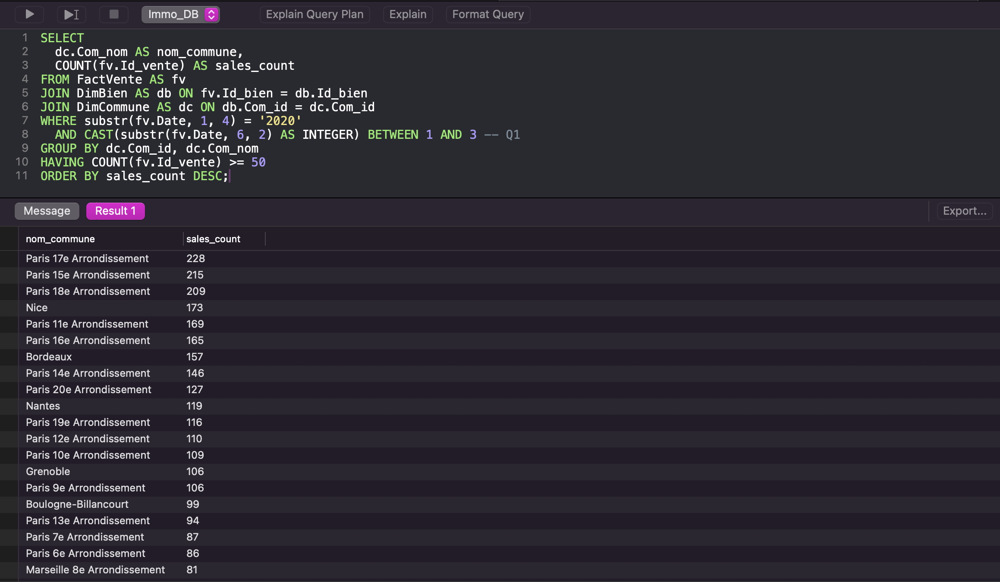 Immo_DB Explain Query Plan Explain Format Query
1 SELECT
2 dc.Com_nom AS nom_commune,
3 COUNT(fv.Id_vente) AS sales_count
4 FROM FactVente AS fv
5 JOIN DimBien AS db ON fv.Id_bien = db.Id_bien
6 JOIN DimCommune AS dc ON db.Com_id = dc.Com_id
7 WHERE substr(fv.Date, 1, 4) = '2020'
8 AND CAST(substr(fv.Date, 6, 2) AS INTEGER) BETWEEN 1 AND 3 -- Q1
9 GROUP BY dc.Com_id, dc.Com_nom
10 HAVING COUNT(fv.Id_vente) >= 50
11 ORDER BY sales_count DESC;
Message Result 1 Export...
nom_commune sales_count
Paris 17e Arrondissement 228
Paris 15e Arrondissement 215
Paris 18e Arrondissement 209
Nice 173
Paris 11e Arrondissement 169
Paris 16e Arrondissement 165
Bordeaux 157
Paris 14e Arrondissement 146
Paris 20e Arrondissement 127
Nantes 119
Paris 19e Arrondissement 116
Paris 12e Arrondissement 110
Paris 10e Arrondissement 109
Grenoble 106
Paris 9e Arrondissement 106
Boulogne-Billancourt 99
Paris 13e Arrondissement 94
Paris 7e Arrondissement 87
Paris 6e Arrondissement 86
Marseille 8e Arrondissement 81